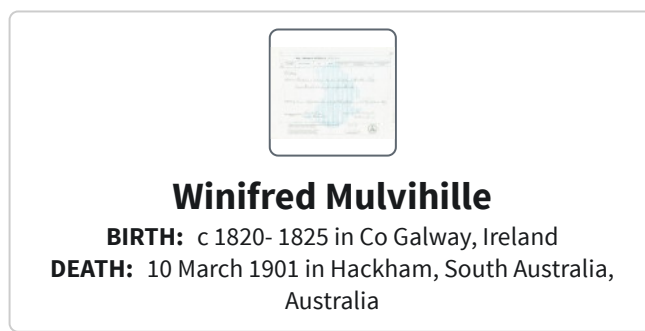 Winifred Mulvihille
BIRTH: c 1820- 1825 in Co Galway, Ireland
DEATH: 10 March 1901 in Hackham, South Australia,
Australia